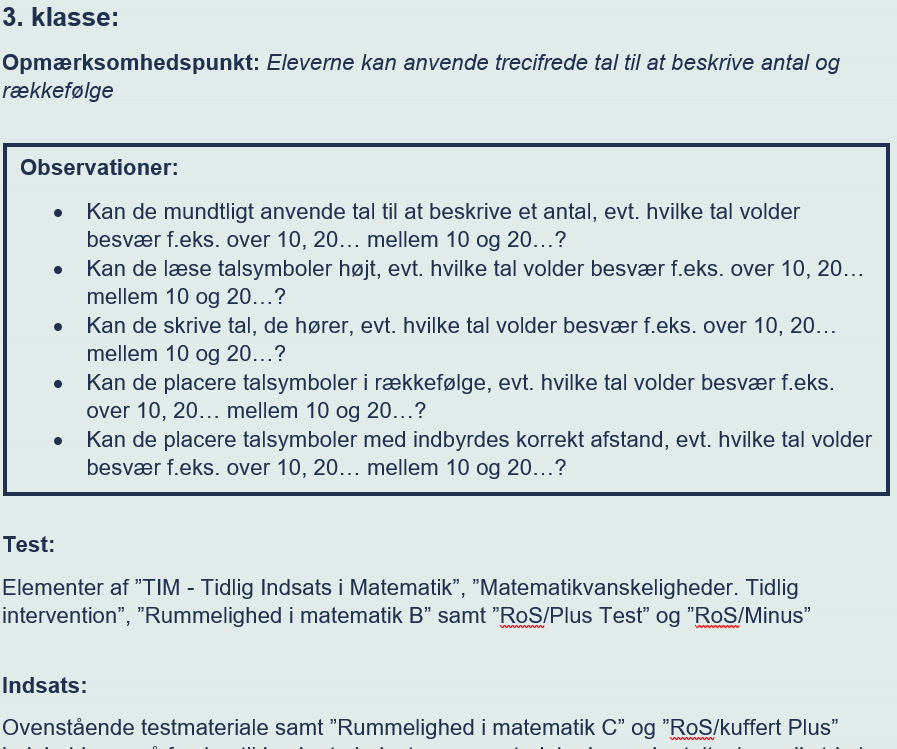 3. klasse:
Opmærksomhedspunkt: Eleverne kan anvende trecifrede tal til at beskrive antal og
rækkefølge
Observationer:
• Kan de mundtligt anvende tal til at beskrive et antal, evt. hvilke tal volder
besvær f.eks. over 10, 20… mellem 10 og 20…?
• Kan de læse talsymboler højt, evt. hvilke tal volder besvær f.eks. over 10, 20…
mellem 10 og 20…?
• Kan de skrive tal, de hører, evt. hvilke tal volder besvær f.eks. over 10, 20…
mellem 10 og 20…?
• Kan de placere talsymboler i rækkefølge, evt. hvilke tal volder besvær f.eks.
over 10, 20… mellem 10 og 20…?
• Kan de placere talsymboler med indbyrdes korrekt afstand, evt. hvilke tal volder
besvær f.eks. over 10, 20… mellem 10 og 20…?
Test:
Elementer af ”TIM - Tidlig Indsats i Matematik”, ”Matematikvanskeligheder. Tidlig
intervention”, ”Rummelighed i matematik B” samt ”RoS/Plus Test” og ”RoS/Minus”
Indsats:
Ovenstående testmateriale samt ”Rummelighed i matematik C” og ”RoS/kuffert Plus”